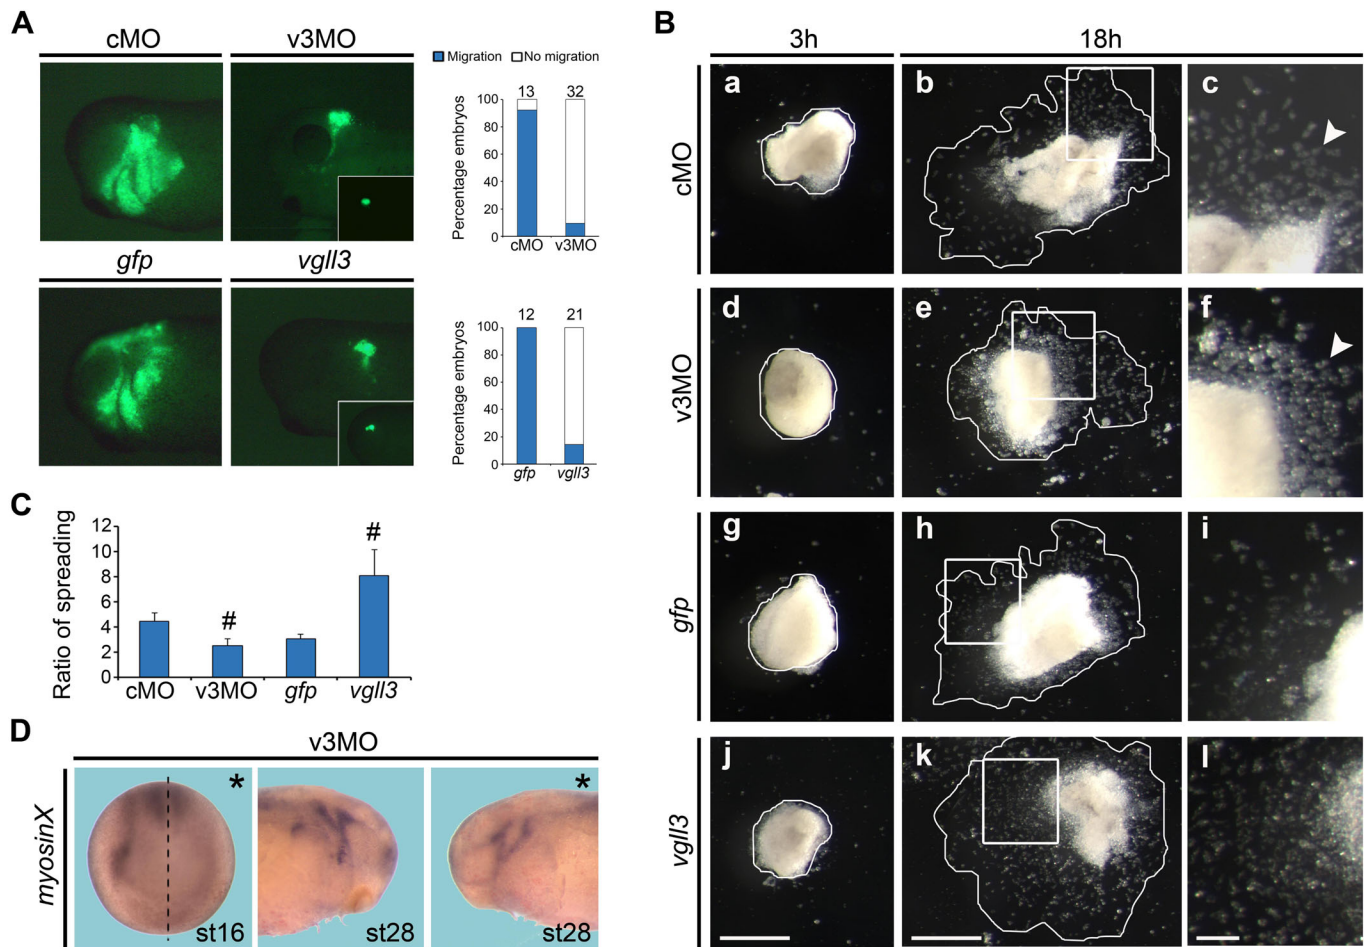 A
cMO
v3MO
Migration
No migration
13
32
100
80
60
40
20
0
Percentage embryos
cMO
v3MO
gfp
vgll3
12
21
100
80
60
40
20
0
Percentage embryos
gfp
vgll3
C
Ratio of spreading
12
10
8
6
4
2
0
#
#
cMO
v3MO
gfp
vgll3
D
v3MO
myosinX
*
*
st16
st28
st28
B
3h
18h
cMO
a
b
c
v3MO
d
e
f
gfp
g
h
i
vgll3
j
k
l